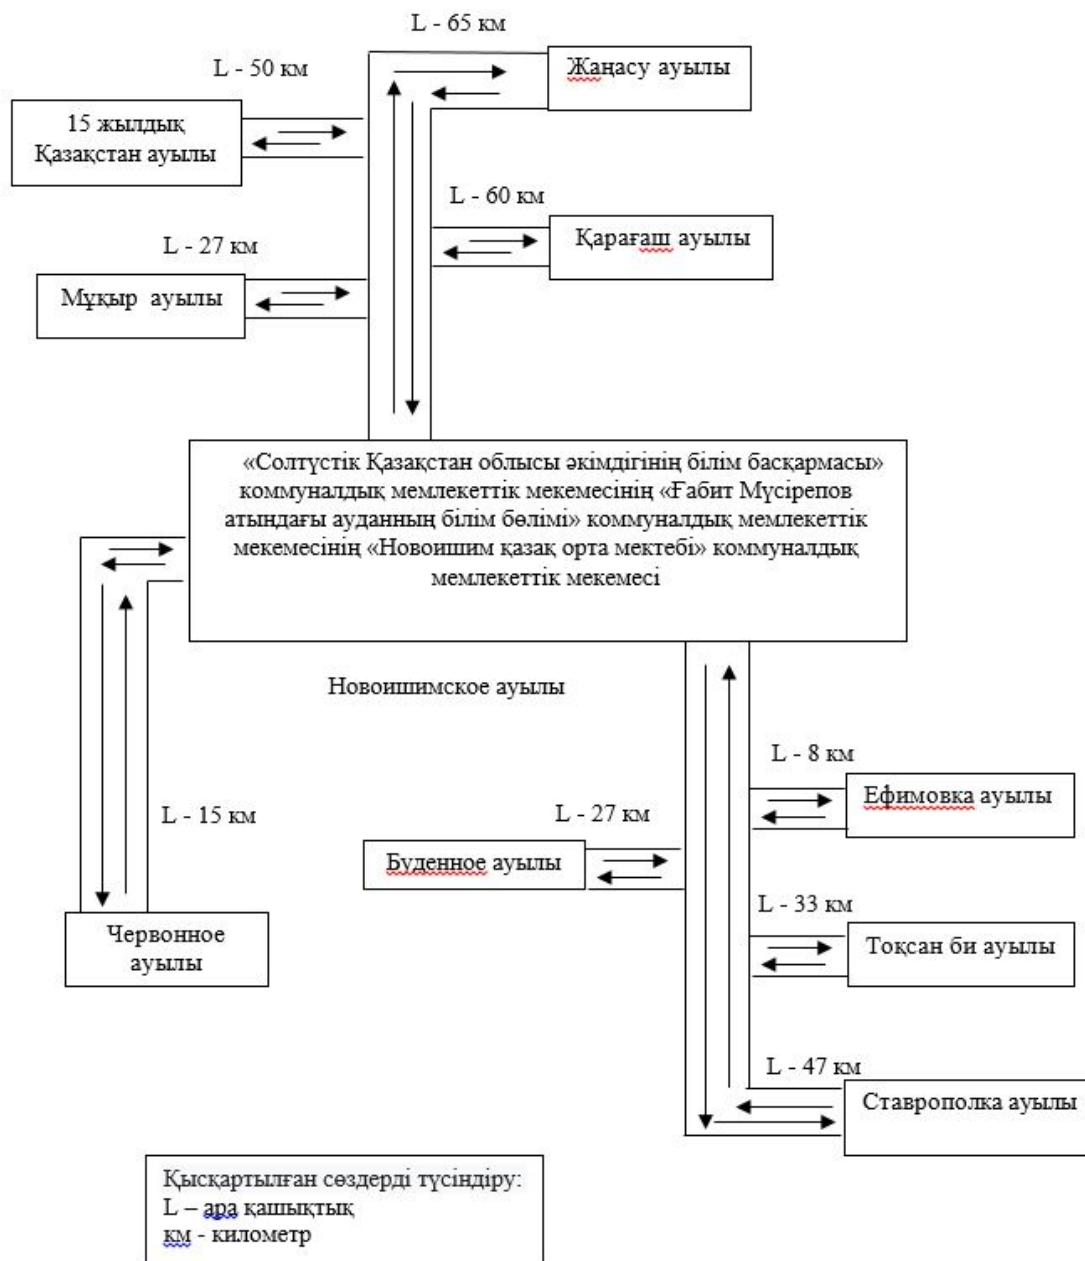 L - 65 км
Жаңасу ауылы
L - 50 км
15 жылдық
Қазақстан ауылы
L - 60 км
Қарағаш ауылы
L - 27 км
Мұқыр ауылы
«Солтүстік Қазақстан облысы әкімдігінің білім басқармасы»
коммуналдық мемлекеттік мекемесінің «Ғабит Мүсірепов
атындағы ауданның білім бөлімі» коммуналдық мемлекеттік
мекемесінің «Новоишим қазақ орта мектебі» коммуналдық
мемлекеттік мекемесі
Новоишимское ауылы
L - 8 км
Ефимовка ауылы
L - 15 км
L - 27 км
Буденное ауылы
L - 33 км
Тоқсан би ауылы
Червонное
ауылы
L - 47 км
Ставрополка ауылы
Қысқартылған сөздерді түсіндіру:
L – ара қашықтық
км - километр